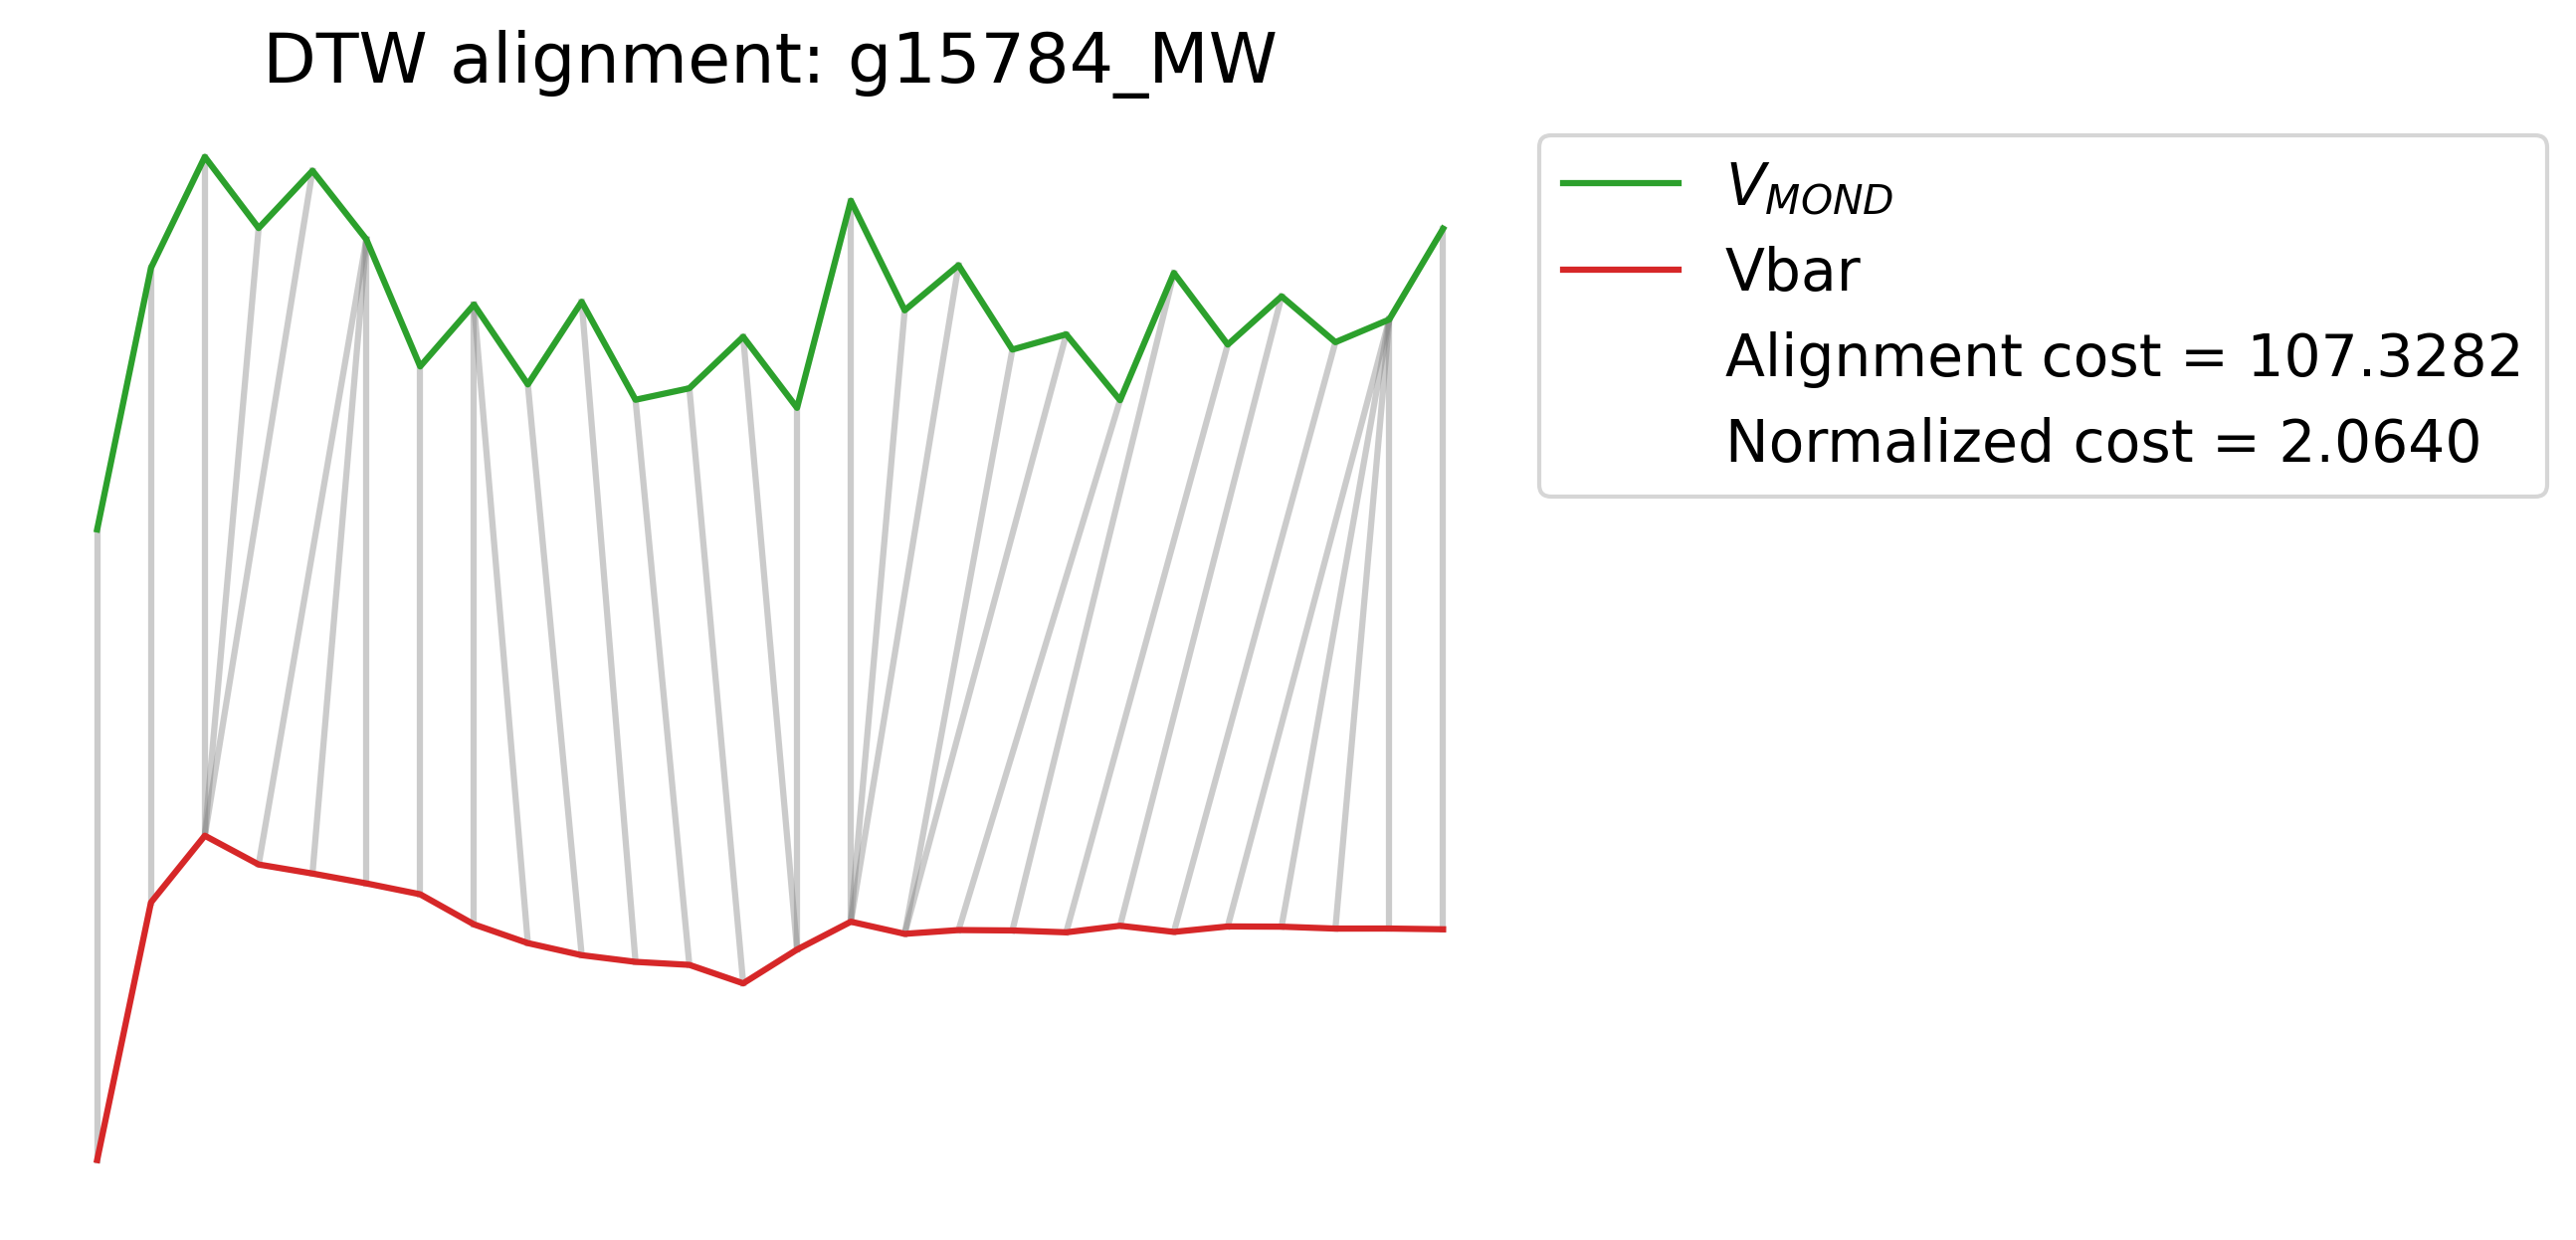 DTW alignment: g15784_MW
V_MOND
Vbar
Alignment cost = 107.3282
Normalized cost = 2.0640